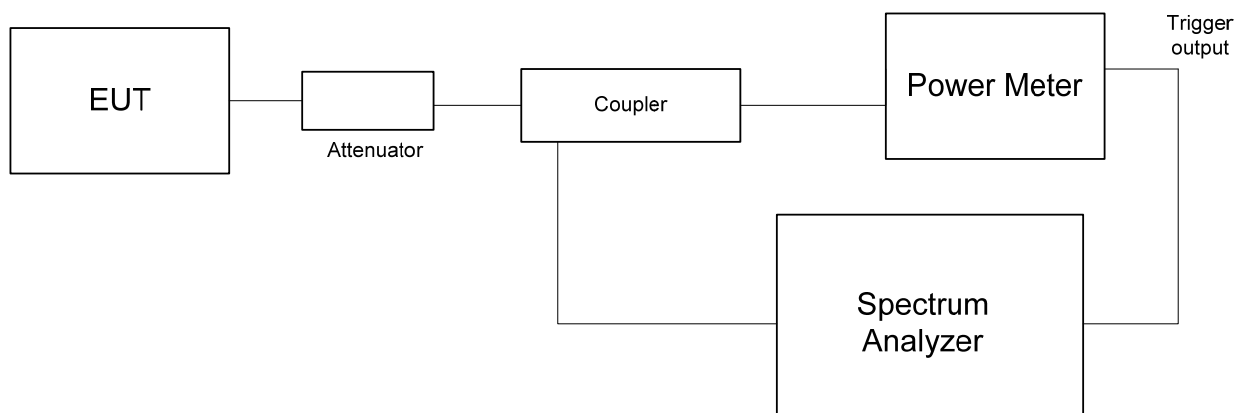 EUT
Attenuator
Coupler
Power Meter
Trigger
output
Spectrum
Analyzer